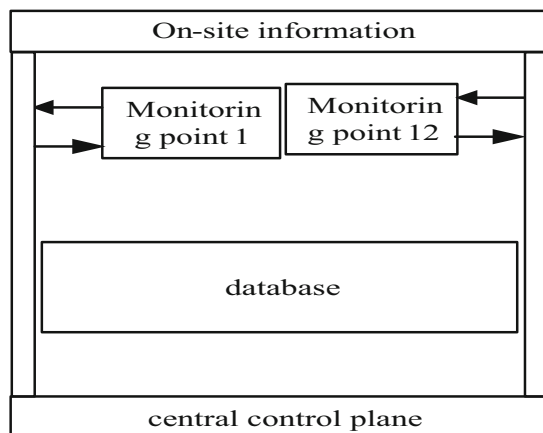 On-site information
Monitorin
g point 1
Monitorin
g point 12
database
central control plane